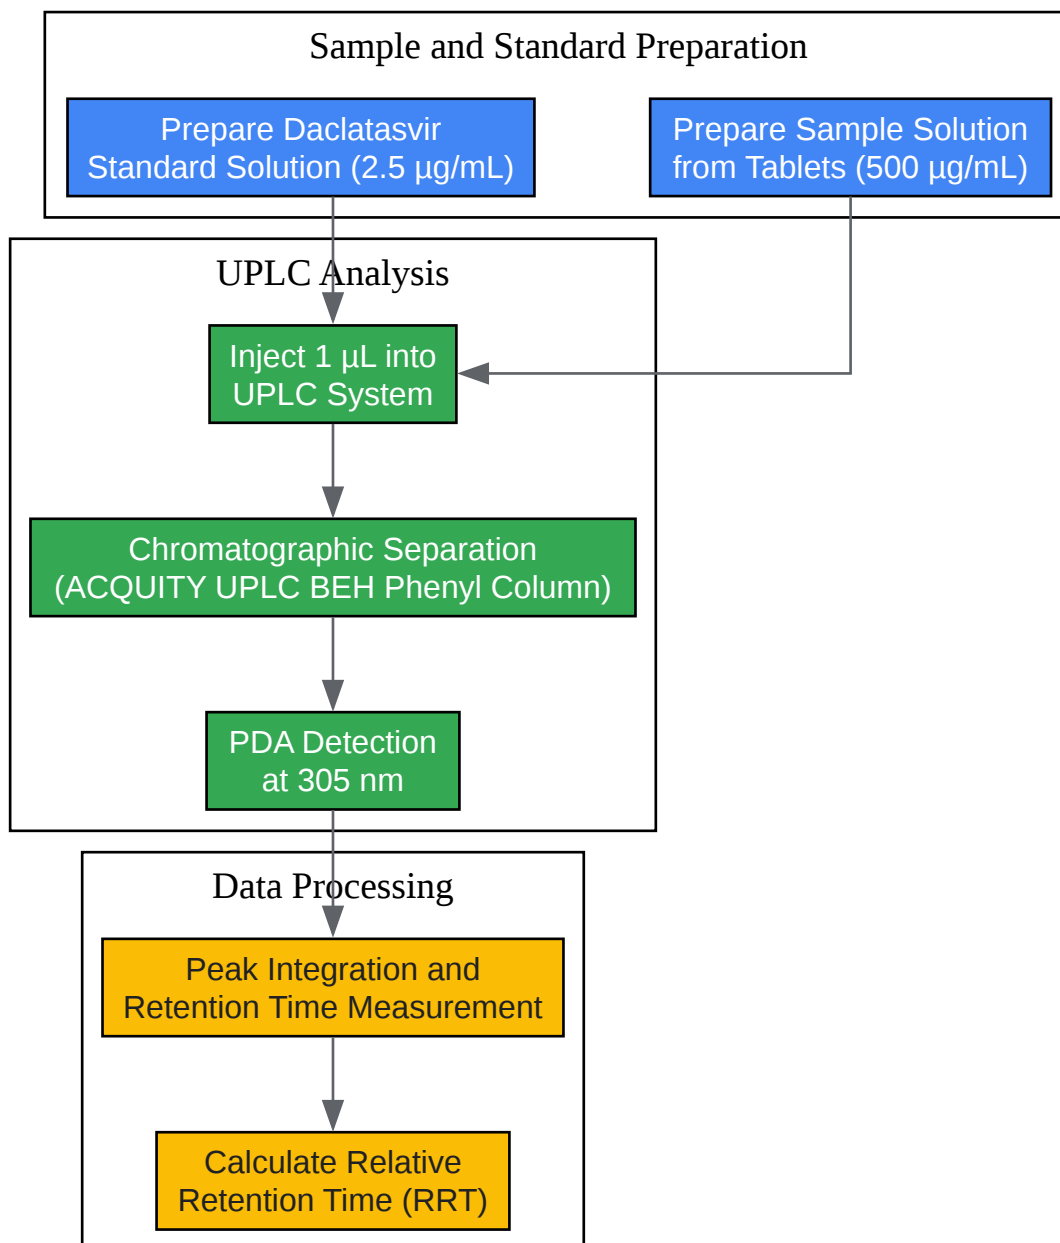 Sample and Standard Preparation
Prepare Daclatasvir
Standard Solution (2.5 µg/mL)
Prepare Sample Solution
from Tablets (500 µg/mL)
UPLC Analysis
Inject 1 µL into
UPLC System
Chromatographic Separation
(ACQUITY UPLC BEH Phenyl Column)
PDA Detection
at 305 nm
Data Processing
Peak Integration and
Retention Time Measurement
Calculate Relative
Retention Time (RRT)